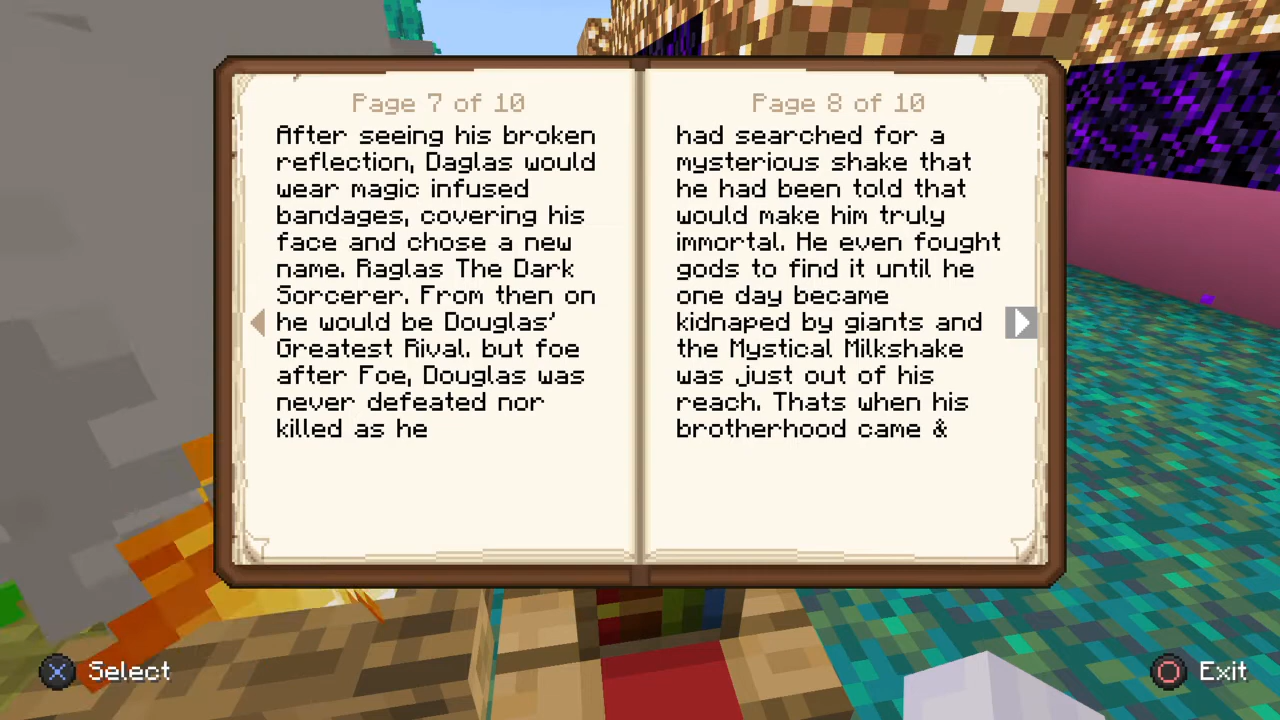 Page 7 of 10
After seeing his broken
reflection, Daglas would
wear magic infused
bandages, covering his
face and chose a new
name. Raglas The Dark
Sorcerer. From then on
he would be Douglas'
Greatest Rival. but foe
after Foe, Douglas was
never defeated nor
killed as he
Page 8 of 10
had searched for a
mysterious shake that
he had been told that
would make him truly
immortal. He even fought
gods to find it until he
one day became
kidnaped by giants and
the Mystical Milkshake
was just out of his
reach. Thats when his
brotherhood came &
Select
Exit